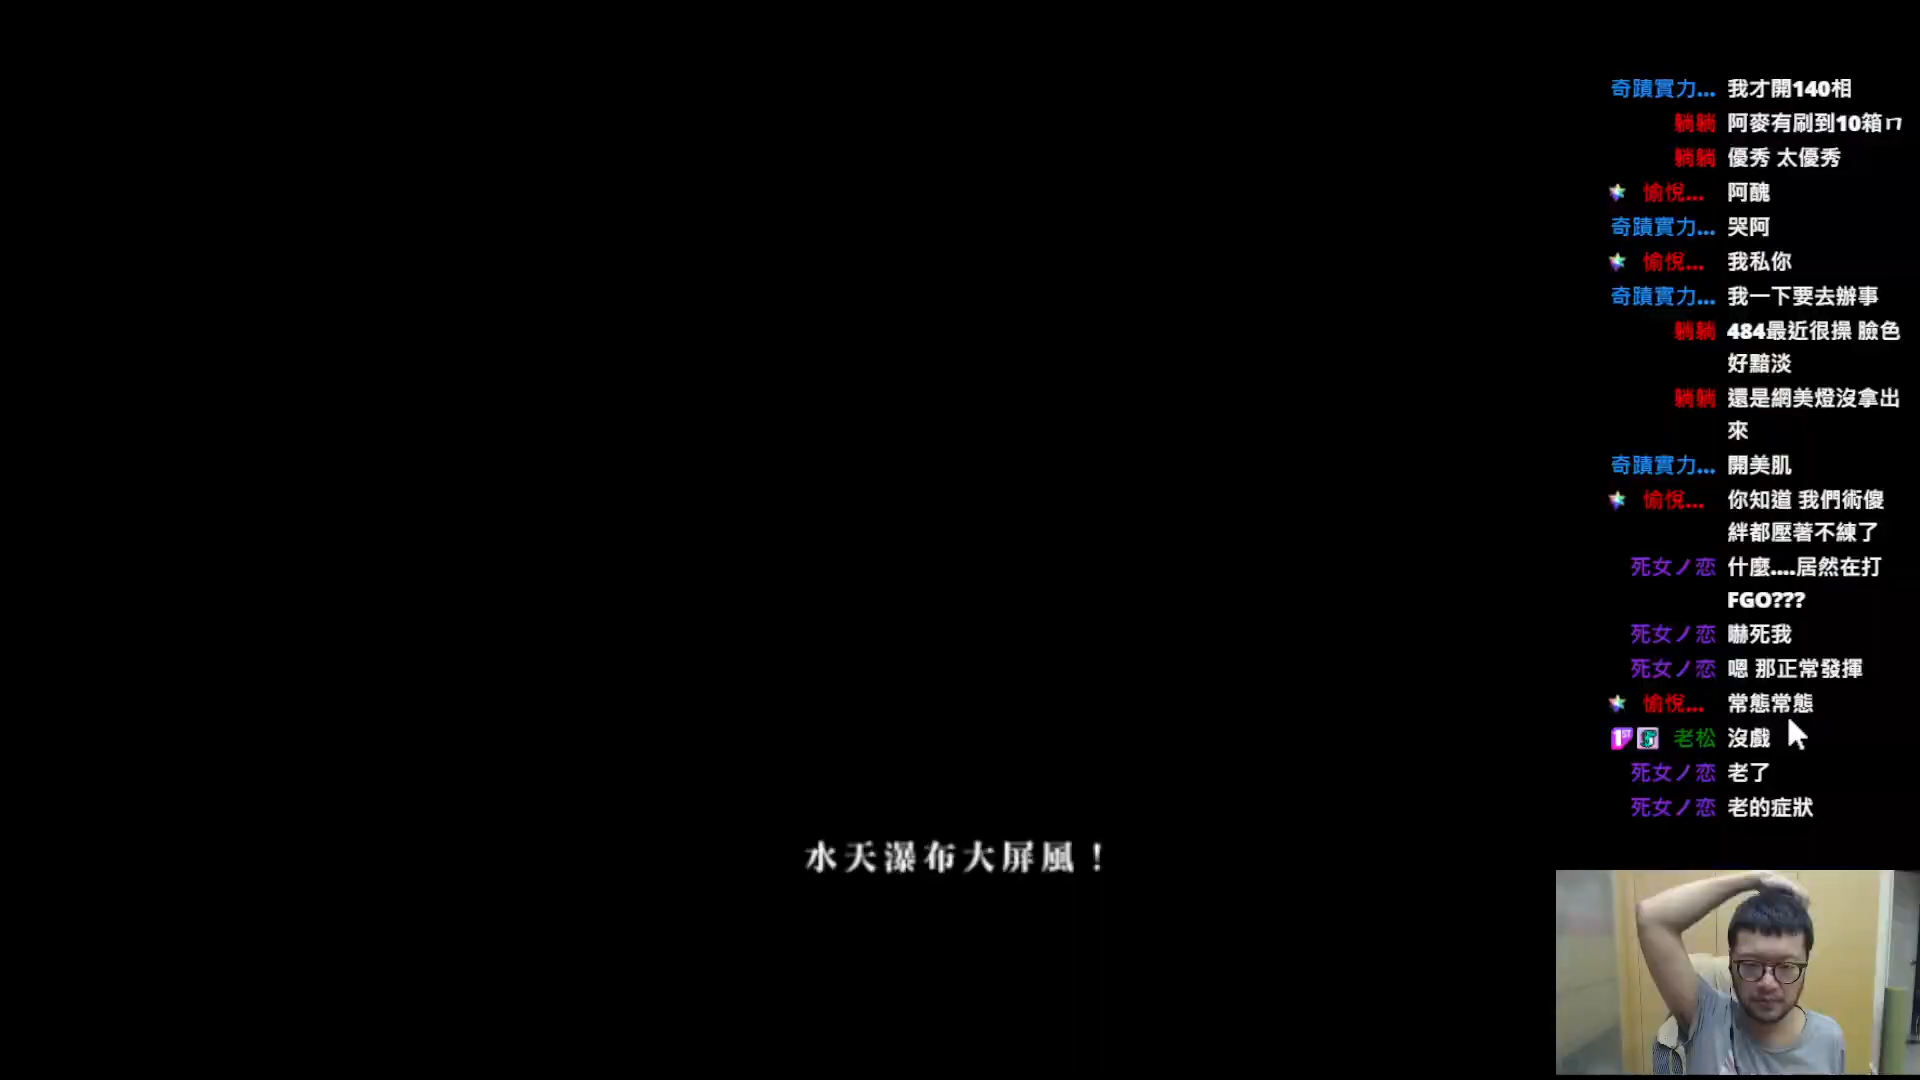 奇蹟實力... 我才開140相
躺躺 阿麥有刷到10箱ㄇ
躺躺 優秀 太優秀
愉悅... 阿醜
奇蹟實力... 哭阿
愉悅... 我私你
奇蹟實力... 我一下要去辦事
躺躺 484最近很操 臉色
好黯淡
躺躺 還是網美燈沒拿出
來
奇蹟實力... 開美肌
愉悅... 你知道 我們術傻
絆都壓著不練了
死女ノ恋 什麼....居然在打
FGO???
死女ノ恋 嚇死我
死女ノ恋 嗯 那正常發揮
愉悅... 常態常態
1ST 老松 沒戲
死女ノ恋 老了
死女ノ恋 老的症狀
水天瀑布大屏風！